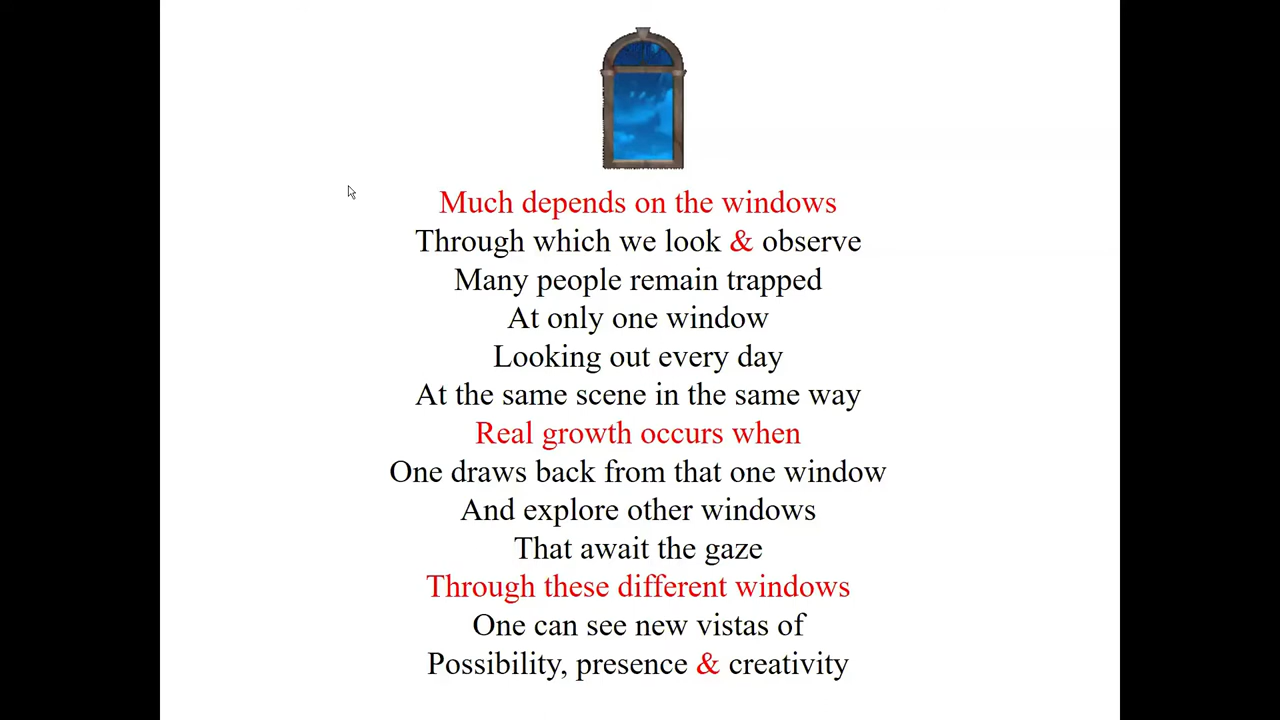 Much depends on the windows
Through which we look & observe
Many people remain trapped
At only one window
Looking out every day
At the same scene in the same way
Real growth occurs when
One draws back from that one window
And explore other windows
That await the gaze
Through these different windows
One can see new vistas of
Possibility, presence & creativity